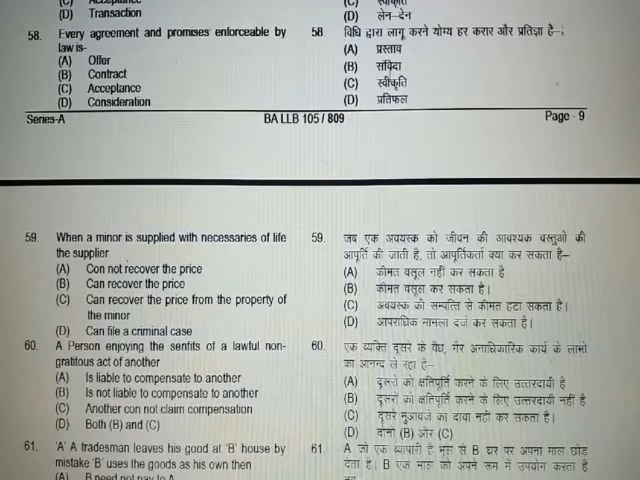 (D) Transaction
58. Every agreement and promises enforceable by
law is-
(A) Offer
(B) Contract
(C) Acceptance
(D) Consideration
(D) लेन-देन
58. विधि द्वारा लागू करने योग्य हर करार और प्रतिज्ञा है–
(A) प्रस्ताव
(B) संविदा
(C) स्वीकृति
(D) प्रतिफल
Series-A BA LLB 105 / 809 Page - 9
59. When a minor is supplied with necessaries of life
the supplier
(A) Con not recover the price
(B) Can recover the price
(C) Can recover the price from the property of
the minor
(D) Can file a criminal case
60. A Person enjoying the senfits of a lawful non-
gratitous act of another
(A) Is liable to compensate to another
(B) Is not liable to compensate to another
(C) Another con not claim compensation
(D) Both (B) and (C)
61. 'A' A tradesman leaves his good at 'B' house by
mistake 'B' uses the goods as his own then
(A) B need not pay to A
59. जब एक अवयस्क को जीवन की आवश्यक वस्तुओं की
आपूर्ति की जाती है, तो आपूर्तिकर्ता क्या कर सकता है–
(A) कीमत वसूल नहीं कर सकता है
(B) कीमत वसूल कर सकता है।
(C) अवयस्क की सम्पत्ति से कीमत हटा सकता है।
(D) आपराधिक मामला दर्ज कर सकता है।
60. एक व्यक्ति दूसरे के वैध, गैर अनाधिकारिक कार्य के लाभों
का आनन्द ले रहा है–
(A) दूसरों को क्षतिपूर्ति करने के लिए उत्तरदायी है
(B) दूसरों को क्षतिपूर्ति करने के लिए उत्तरदायी नहीं है
(C) दूसरे मुआवजे का दावा नहीं कर सकता है।
(D) दोनों (B) और (C)
61. A जो एक व्यापारी है भूल से B घर पर अपना माल छोड़
देता है। B एक माल को अपने रूम में उपयोग करता है